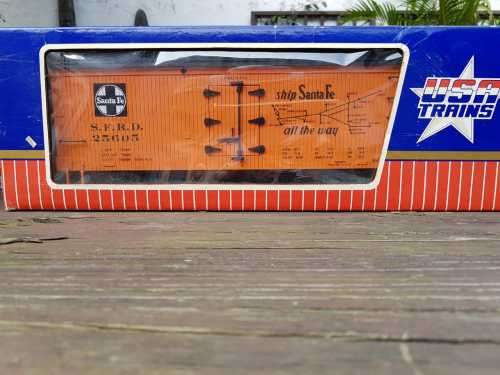 Santa Fe
S.F.R.D.
25605
ship Santa Fe
all the way
USA
TRAINS